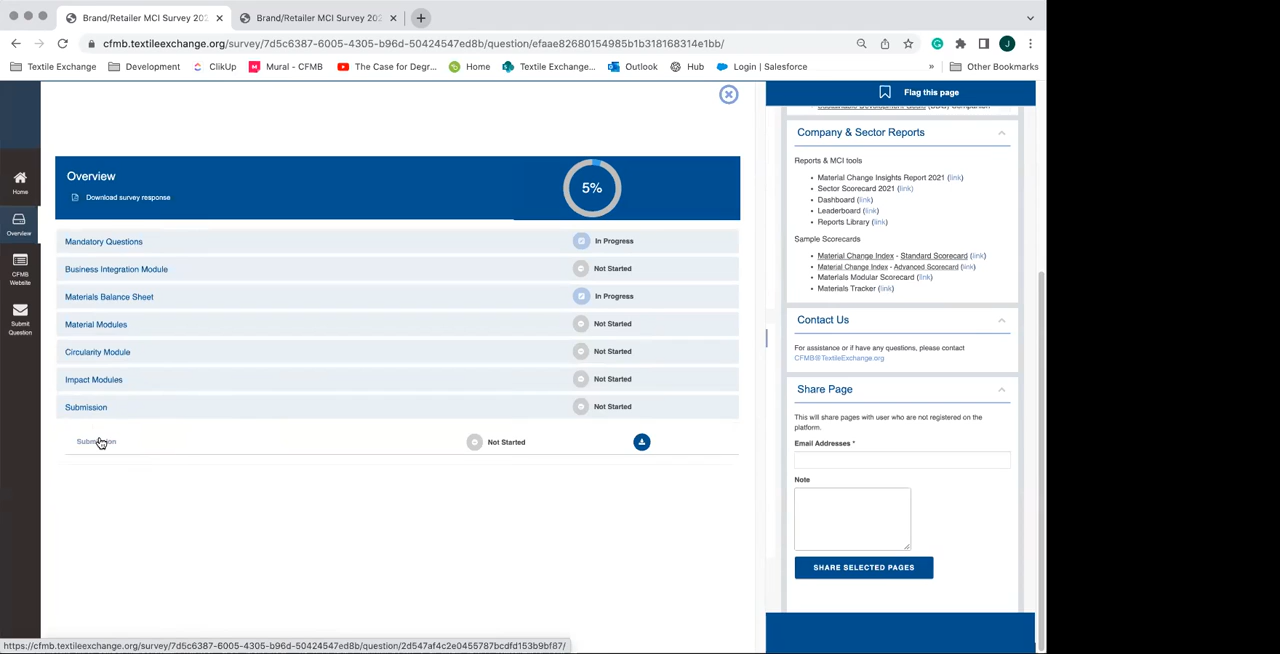 Brand/Retailer MCI Survey 202
Brand/Retailer MCI Survey 202
cfmb.textileexchange.org/survey/7d5c6387-6005-4305-b96d-50424547ed8b/question/efaae82680154985b1b318168314e1bb/
J
Textile Exchange
Development
ClikUp
Mural - CFMB
The Case for Degr...
Home
Textile Exchange...
Outlook
Hub
Login | Salesforce
»
Other Bookmarks
Home
Overview
CFMB
Website
Submit
Question
Overview
Download survey response
5%
Mandatory Questions
In Progress
Business Integration Module
Not Started
Materials Balance Sheet
In Progress
Material Modules
Not Started
Circularity Module
Not Started
Impact Modules
Not Started
Submission
Not Started
Submission
Not Started
Flag this page
Company & Sector Reports
Reports & MCI tools
Material Change Insights Report 2021 (link)
Sector Scorecard 2021 (link)
Dashboard (link)
Leaderboard (link)
Reports Library (link)
Sample Scorecards
Material Change Index - Standard Scorecard (link)
Material Change Index - Advanced Scorecard (link)
Materials Modular Scorecard (link)
Materials Tracker (link)
Contact Us
For assistance or if have any questions, please contact
CFMB@TextileExchange.org
Share Page
This will share pages with user who are not registered on the
platform.
Email Addresses *
Note
SHARE SELECTED PAGES
https://cfmb.textileexchange.org/survey/7d5c6387-6005-4305-b96d-50424547ed8b/question/2d547af4c2e0455787bcdfd153b9bf87/